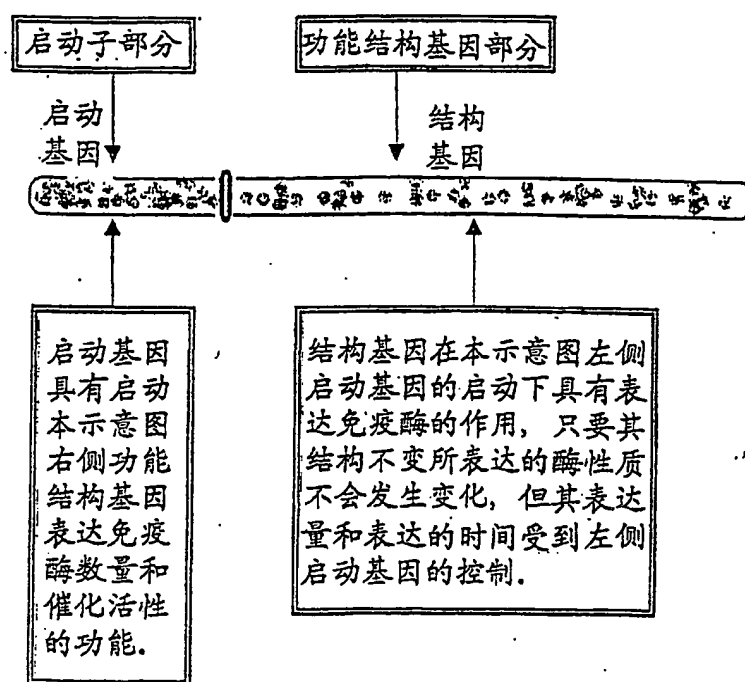 启动子部分
功能结构基因部分
启动
基因
结构
基因
启动基因
具有启动
本示意图
右侧功能
结构基因
表达免疫
酶数量和
催化活性
的功能.
结构基因在本示意图左侧
启动基因的启动下具有表
达免疫酶的作用, 只要其
结构不变所表达的酶性质
不会发生变化, 但其表达
量和表达的时间受到左侧
启动基因的控制.